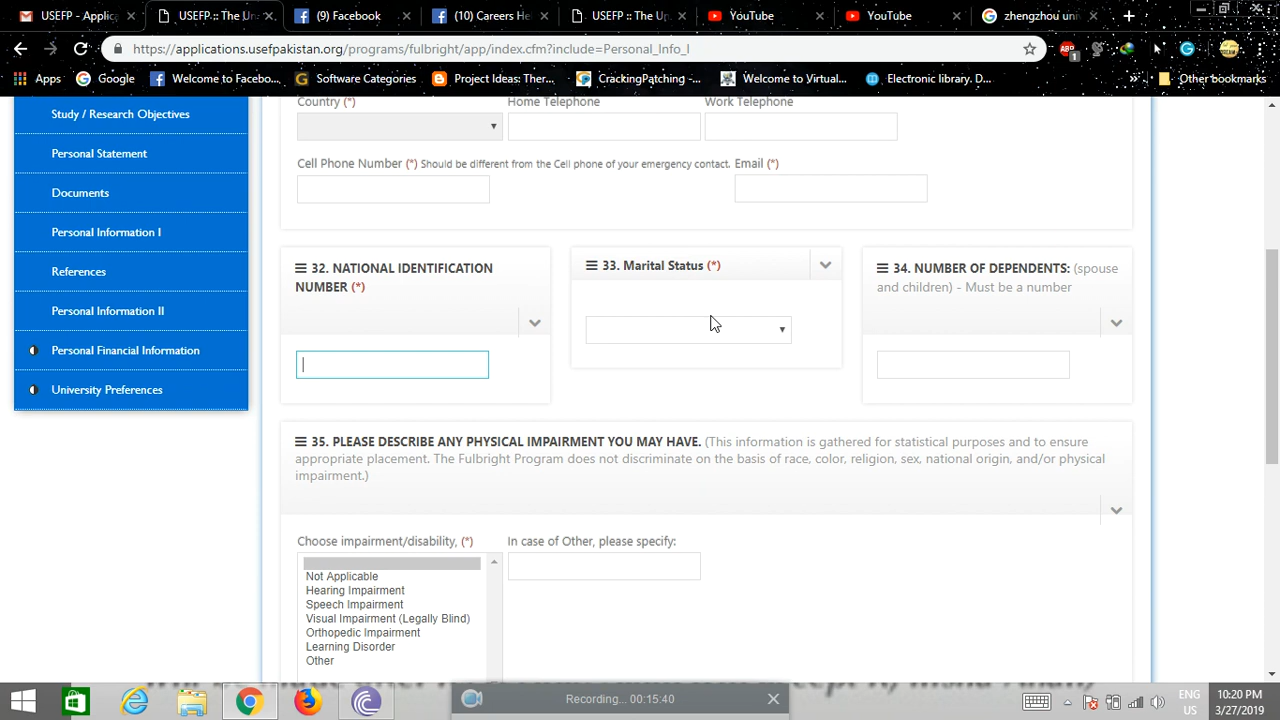 USEFP - Applica
USEFP :: The Un
(9) Facebook
(10) Careers He
USEFP :: The Un
YouTube
YouTube
zhengzhou uni
https://applications.usefpakistan.org/programs/fulbright/app/index.cfm?include=Personal_Info_I
ABP
1
Apps
Google
Welcome to Facebo...
Software Categories
Project Ideas: Ther...
CrackingPatching -...
Welcome to Virtual...
Electronic library. D...
Other bookmarks
Study / Research Objectives
Personal Statement
Documents
Personal Information I
References
Personal Information II
Personal Financial Information
University Preferences
Country (*)
Home Telephone
Work Telephone
Cell Phone Number (*) Should be different from the Cell phone of your emergency contact.
Email (*)
32. NATIONAL IDENTIFICATION
NUMBER (*)
33. Marital Status (*)
34. NUMBER OF DEPENDENTS: (spouse
and children) - Must be a number
35. PLEASE DESCRIBE ANY PHYSICAL IMPAIRMENT YOU MAY HAVE. (This information is gathered for statistical purposes and to ensure
appropriate placement. The Fulbright Program does not discriminate on the basis of race, color, religion, sex, national origin, and/or physical
impairment.)
Choose impairment/disability, (*)
In case of Other, please specify:
Not Applicable
Hearing Impairment
Speech Impairment
Visual Impairment (Legally Blind)
Orthopedic Impairment
Learning Disorder
Other
Recording... 00:15:40
ENG
US
10:20 PM
3/27/2019